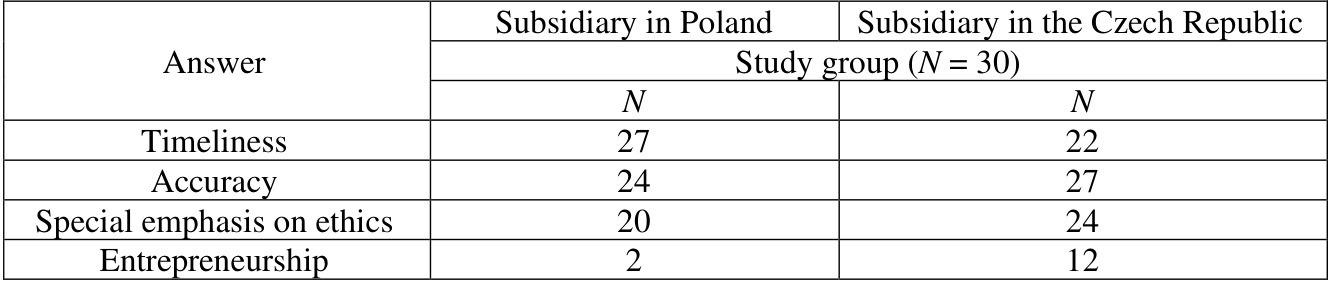 Answer Subsidiary in Poland Subsidiary in the Czech Republic
Study group (N = 30)
N N
Timeliness 27 22
Accuracy 24 27
Special emphasis on ethics 20 24
Entrepreneurship 2 12